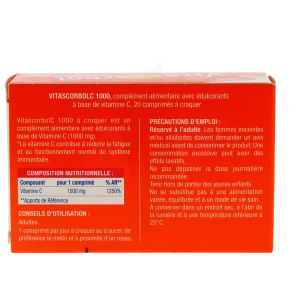 VITASCORBOLC 1000, complément alimentaire avec édulcorants
à base de vitamine C, 20 comprimés à croquer
VitascorbolC 1000 à croquer est un
complément alimentaire avec édulcorants à
base de Vitamine C (1000 mg).
*La vitamine C contribue à réduire la fatigue et
au fonctionnement normal du système
immunitaire.
COMPOSITION NUTRITIONNELLE :
Composant pour 1 comprimé % AR**
Vitamine C 1000 mg 1250%
**Apports de Référence
CONSEILS D'UTILISATION :
Adultes.
1 comprimé par jour à croquer ou à sucer, de
préférence le matin et à proximité d'un repas
PRÉCAUTIONS D'EMPLOI :
Réservé à l'adulte. Les femmes enceintes
et/ou allaitantes doivent demander un avis
médical avant de consommer le produit. Une
consommation excessive peut avoir des effets
laxatifs.
Ne pas dépasser la dose journalière
recommandée.
Tenir hors de portée des jeunes enfants.
Ne se substitue pas à une alimentation
variée, équilibrée et à un mode de vie sain.
A conserver dans un endroit sec, à l'abri de
la lumière et à une température inférieure à
25°C.